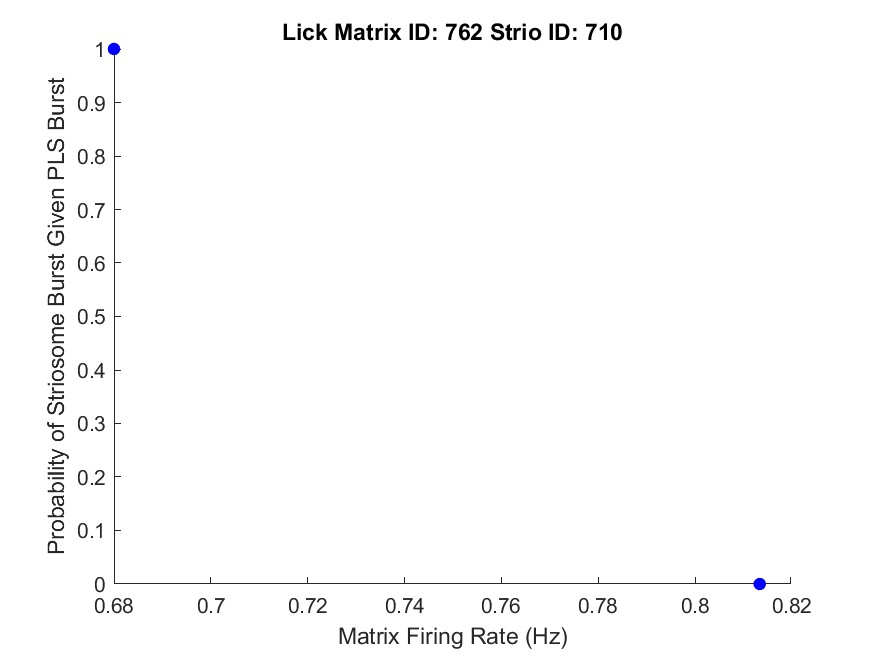 Lick Matrix ID: 762 Strio ID: 710
Probability of Striosome Burst Given PLS Burst
1
0.9
0.8
0.7
0.6
0.5
0.4
0.3
0.2
0.1
0
0.68 0.7 0.72 0.74 0.76 0.78 0.8 0.82
Matrix Firing Rate (Hz)